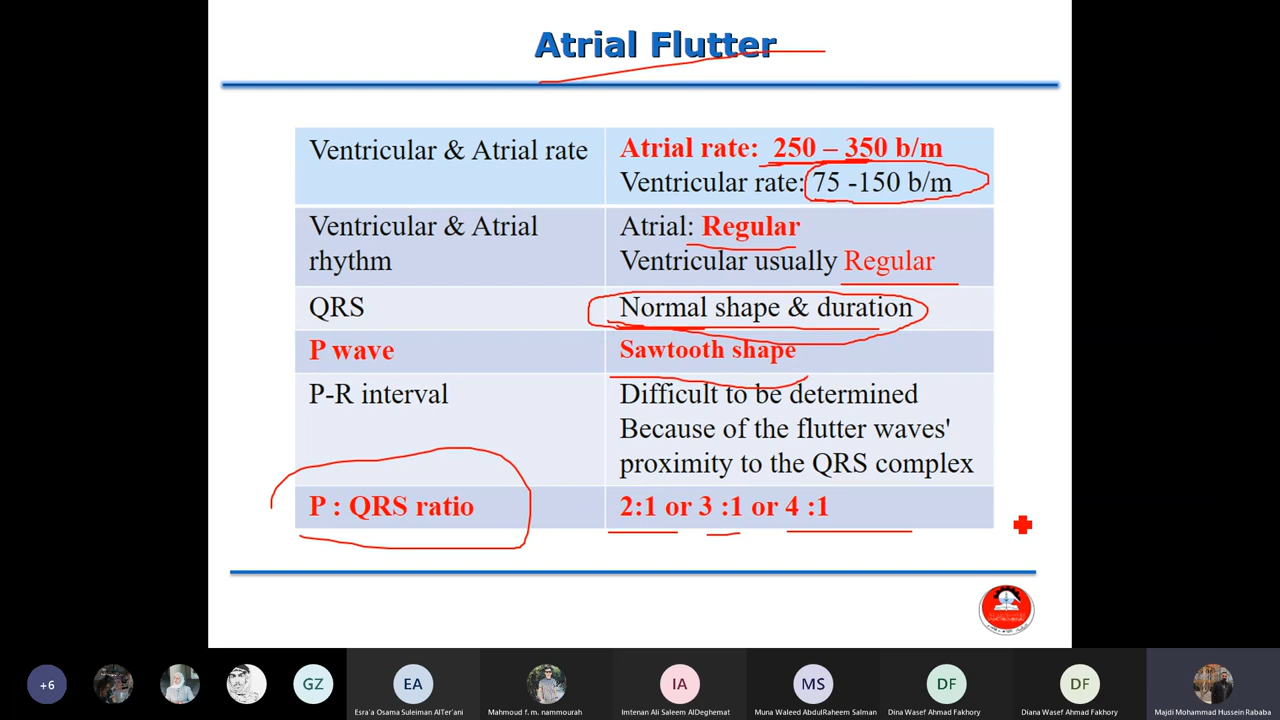 Atrial Flutter
Ventricular & Atrial rate
Atrial rate: 250 – 350 b/m
Ventricular rate: 75 -150 b/m
Ventricular & Atrial
rhythm
Atrial: Regular
Ventricular usually Regular
QRS
Normal shape & duration
P wave
Sawtooth shape
P-R interval
Difficult to be determined
Because of the flutter waves'
proximity to the QRS complex
P : QRS ratio
2:1 or 3 :1 or 4 :1
+6
GZ
EA
IA
MS
DF
DF
Esra'a Osama Suleiman AlTer'ani
Mahmoud f. m. nammourah
Imtenan Ali Saleem AlDeghemat
Muna Waleed AbdulRaheem Salman
Dina Wasef Ahmad Fakhory
Diana Wasef Ahmad Fakhory
Majdi Mohammad Hussein Rababa